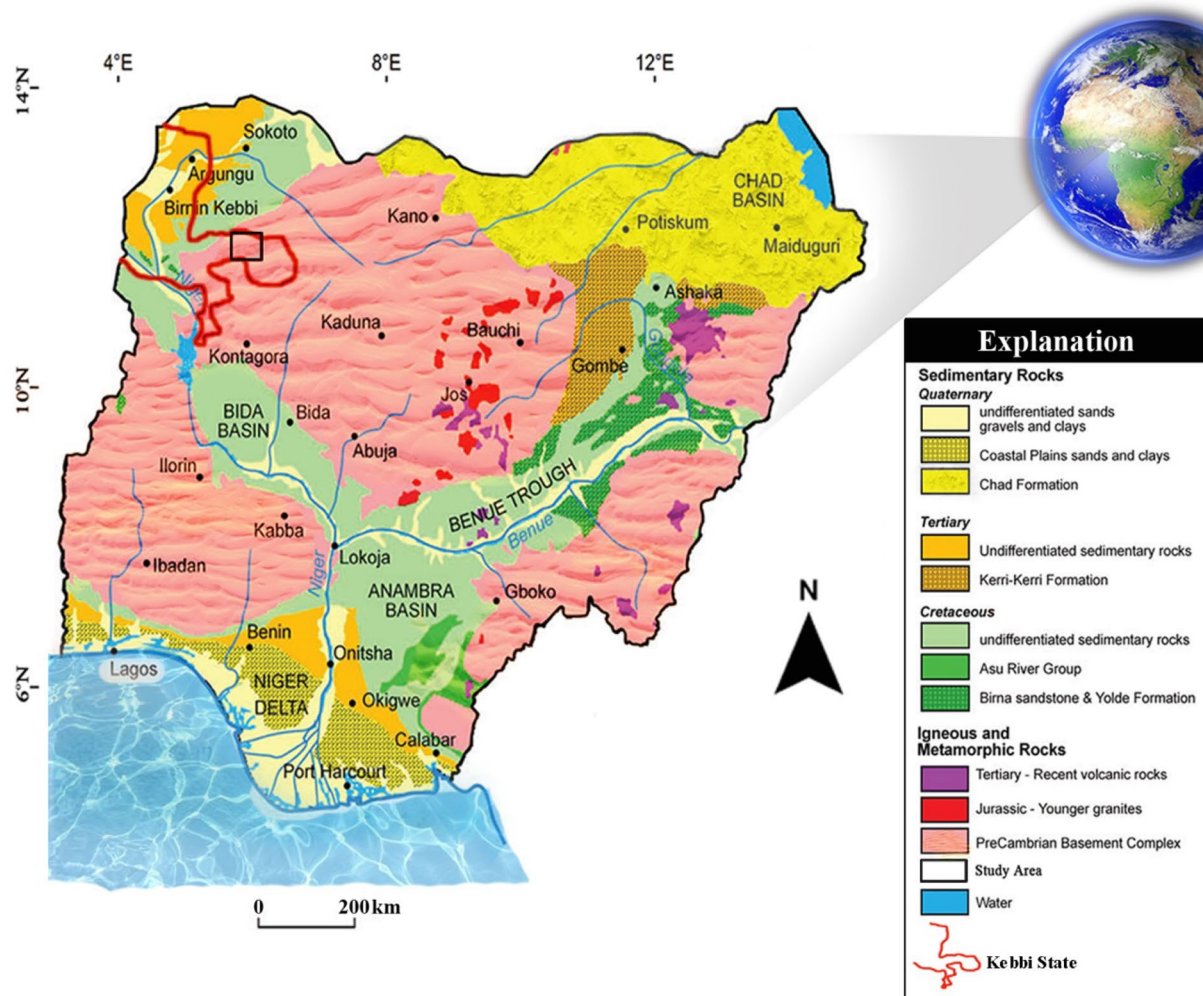 4°E
8°E
12°E
14°N
10°N
6°N
Sokoto
Argungu
Birnin Kebbi
Kano
CHAD
BASIN
Potiskum
Maiduguri
Ashaka
Kaduna
Bauchi
Kontagora
Gombe
Jos
BIDA
BASIN
Bida
Abuja
Ilorin
BENUE TROUGH
Benue
Kabba
Lokoja
Ibadan
Niger
ANAMBRA
BASIN
Gboko
Benin
Onitsha
Lagos
NIGER
DELTA
Okigwe
Calabar
Port Harcourt
N
0 200 km
Explanation
Sedimentary Rocks
Quaternary
undifferentiated sands
gravels and clays
Coastal Plains sands and clays
Chad Formation
Tertiary
Undifferentiated sedimentary rocks
Kerri-Kerri Formation
Cretaceous
undifferentiated sedimentary rocks
Asu River Group
Birna sandstone & Yolde Formation
Igneous and
Metamorphic Rocks
Tertiary - Recent volcanic rocks
Jurassic - Younger granites
PreCambrian Basement Complex
Study Area
Water
Kebbi State